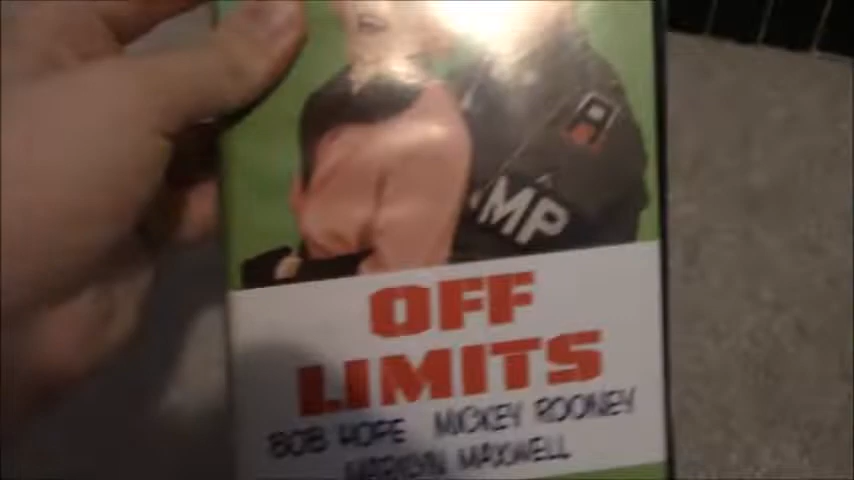 MP
OFF
LIMITS
BOB HOPE MICKEY ROONEY
MARILYN MAXWELL